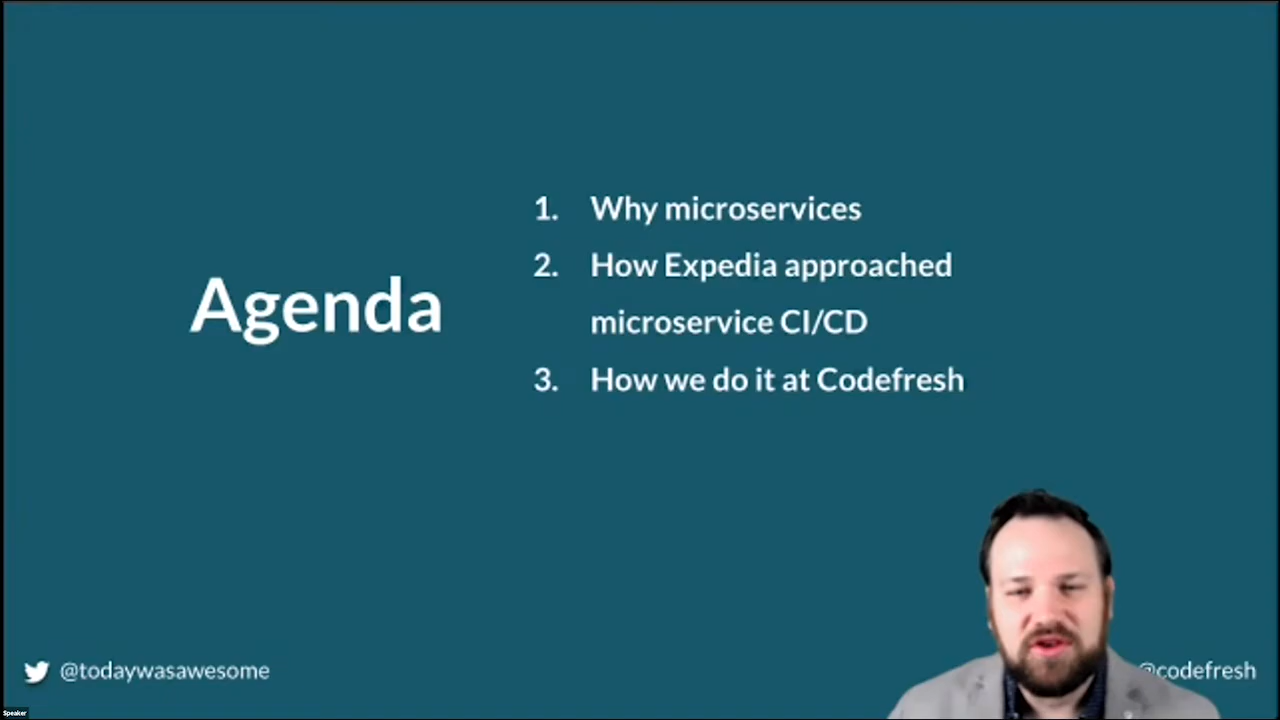 Agenda
1. Why microservices
2. How Expedia approached
microservice CI/CD
3. How we do it at Codefresh
@todaywasawesome
@codefresh
Speaker